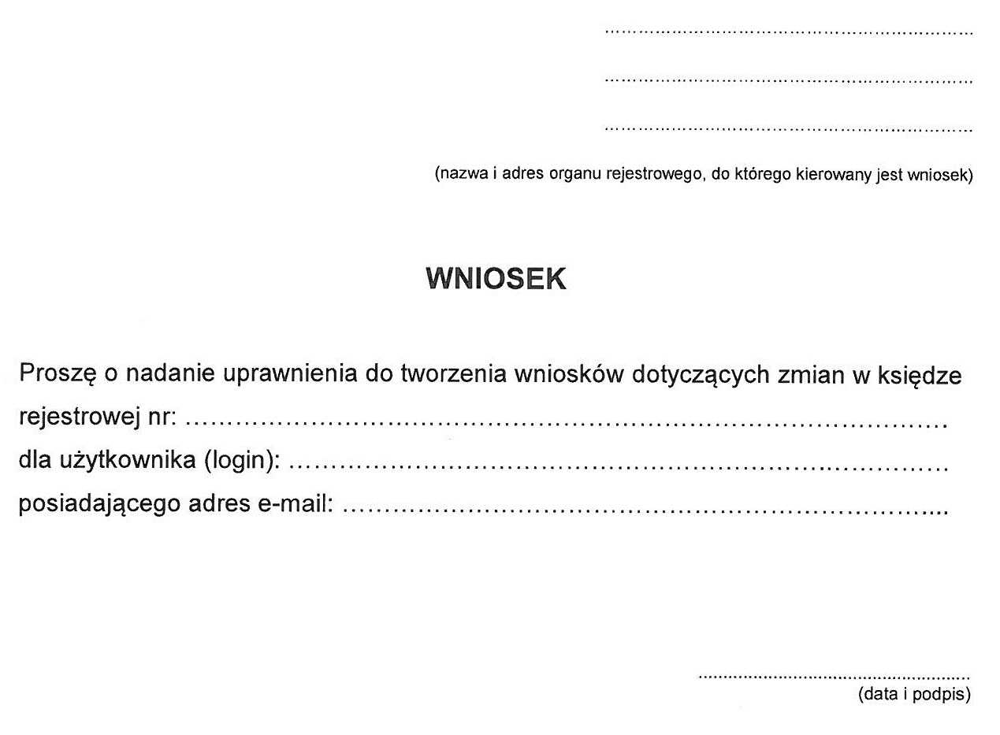 ........................................................................
........................................................................
........................................................................
(nazwa i adres organu rejestrowego, do którego kierowany jest wniosek)
WNIOSEK
Proszę o nadanie uprawnienia do tworzenia wniosków dotyczących zmian w księdze
rejestrowej nr: ........................................................................
dla użytkownika (login): ........................................................................
posiadającego adres e-mail: ........................................................................
........................................................
(data i podpis)